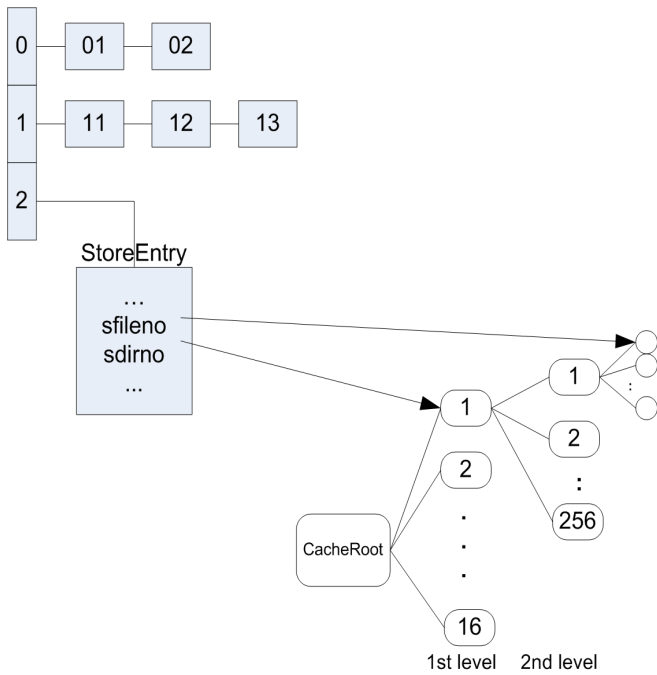 0 01 02
1 11 12 13
2
StoreEntry
...
sfileno
sdirno
...
1 1
2 2
:
:
256
.
.
.
CacheRoot
16
1st level 2nd level